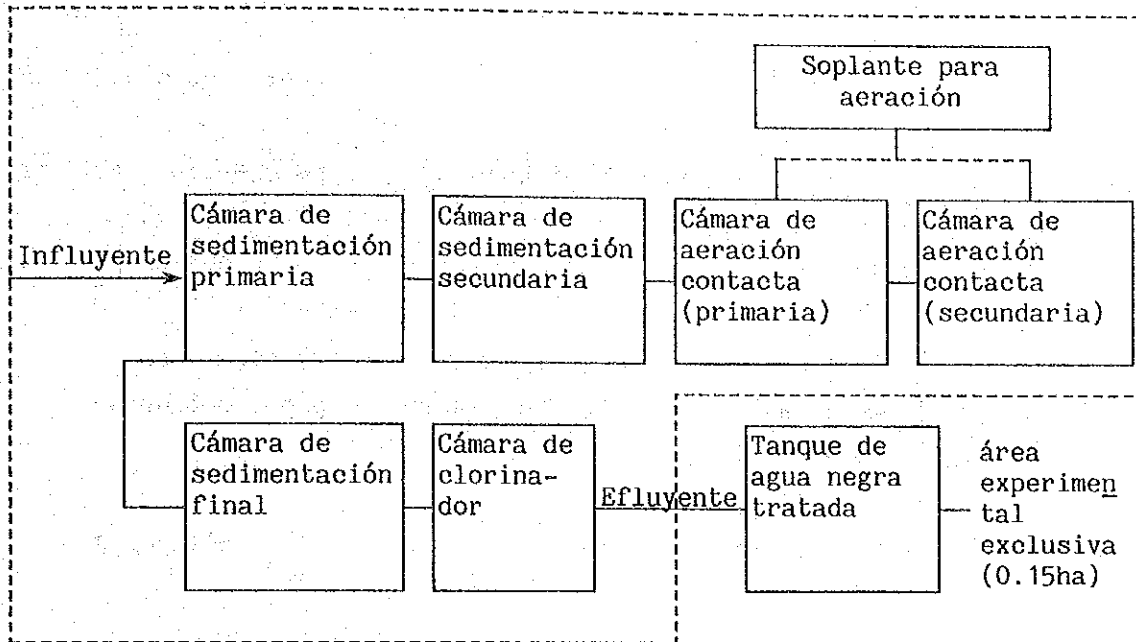 Soplante para
aeración
Influyente
Cámara de
sedimentación
primaria
Cámara de
sedimentación
secundaria
Cámara de
aeración
contacta
(primaria)
Cámara de
aeración
contacta
(secundaria)
Cámara de
sedimentación
final
Cámara de
clorina-
dor
Efluyente
Tanque de
agua negra
tratada
área
experimen
tal
exclusiva
(0.15ha)